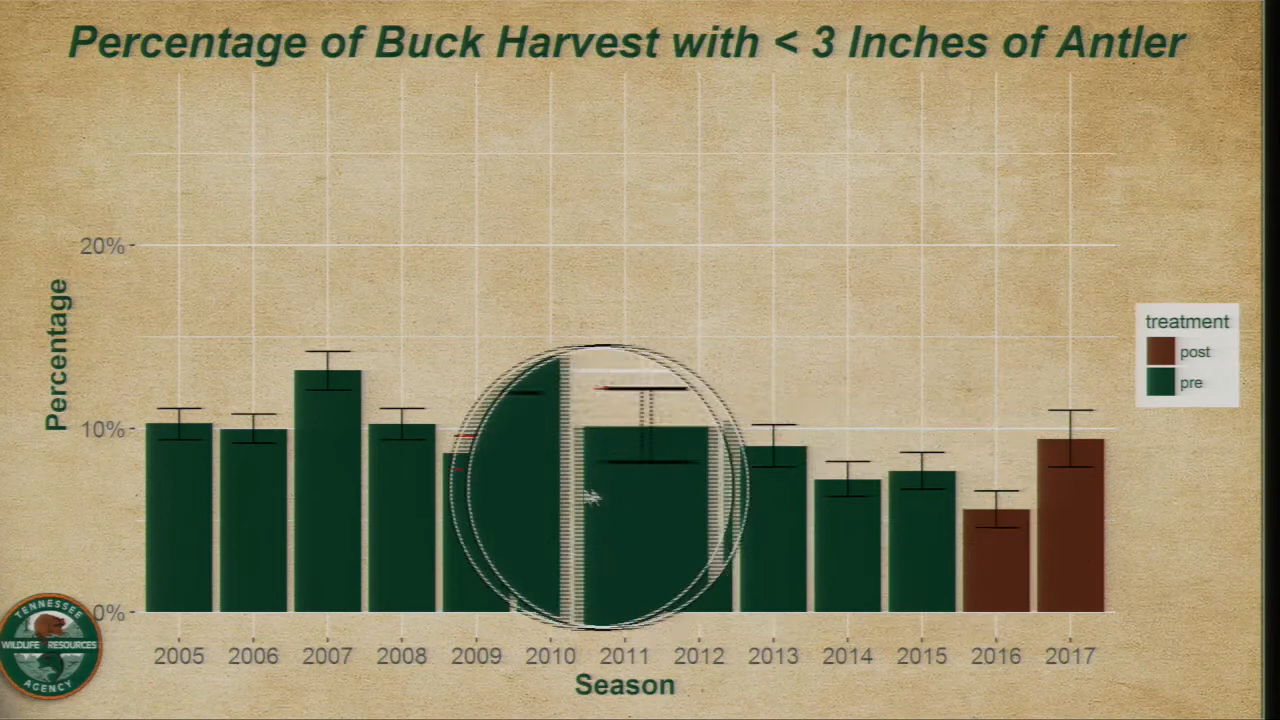 Percentage of Buck Harvest with < 3 Inches of Antler
20%
10%
0%
Percentage
treatment
post
pre
2005 2006 2007 2008 2009 2010 2011 2012 2013 2014 2015 2016 2017
Season
TENNESSEE
WILDLIFE RESOURCES
AGENCY